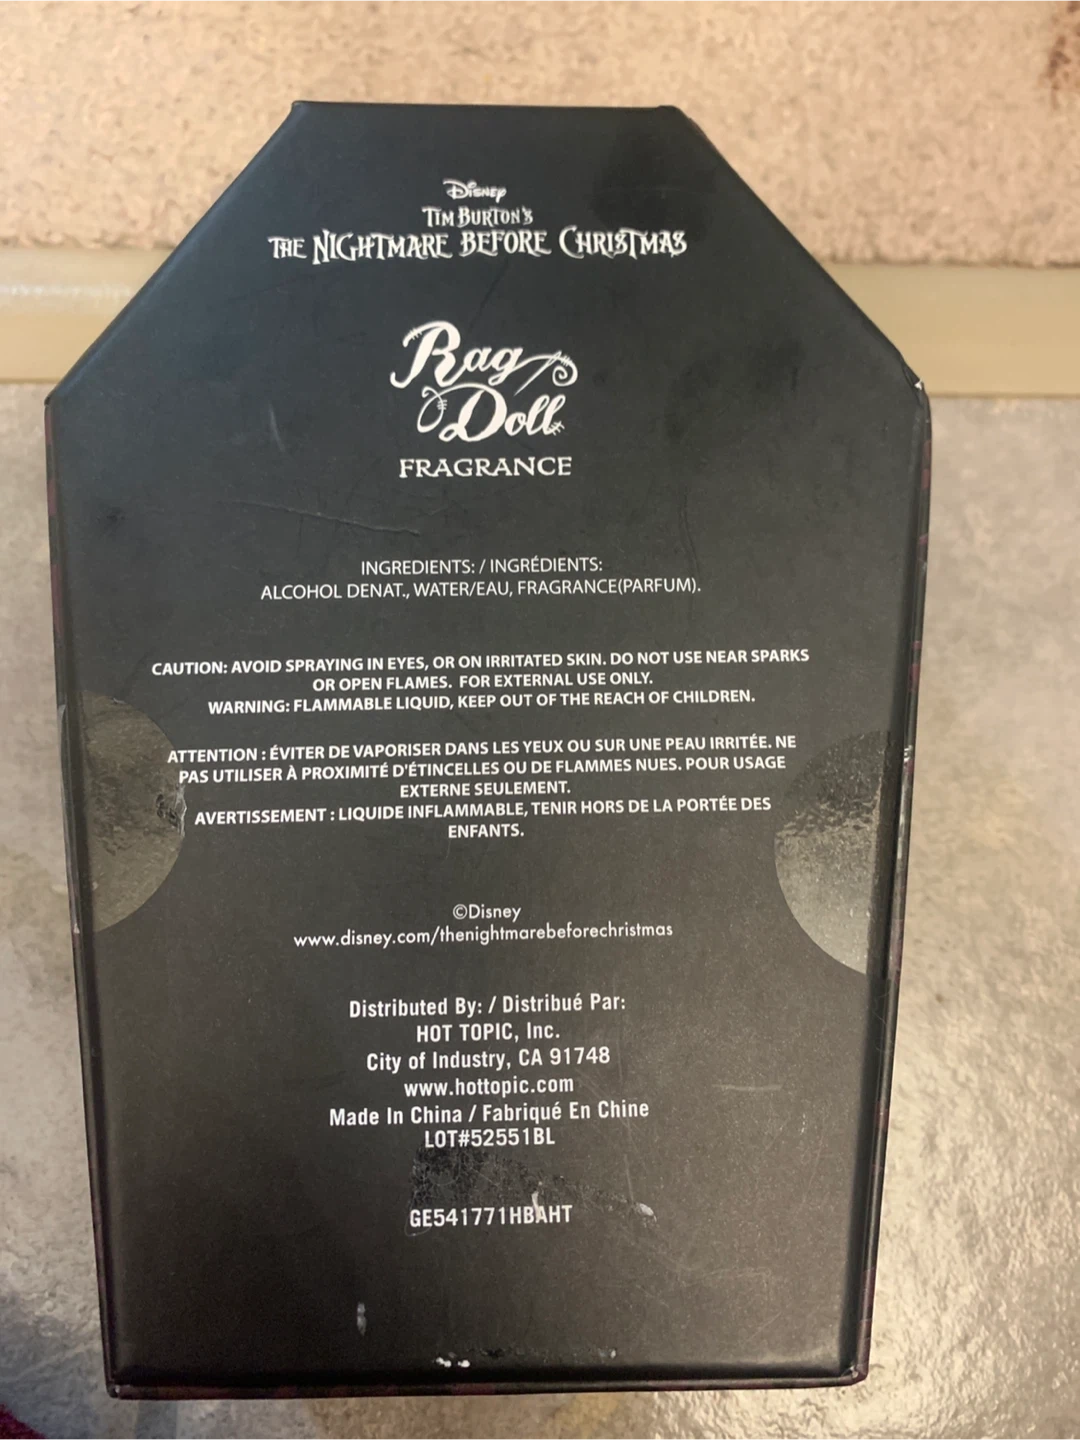 Disney
TIM BURTON'S
THE NIGHTMARE BEFORE CHRISTMAS
Rag
Doll
FRAGRANCE
INGREDIENTS: / INGRÉDIENTS:
ALCOHOL DENAT., WATER/EAU, FRAGRANCE(PARFUM).
CAUTION: AVOID SPRAYING IN EYES, OR ON IRRITATED SKIN. DO NOT USE NEAR SPARKS
OR OPEN FLAMES. FOR EXTERNAL USE ONLY.
WARNING: FLAMMABLE LIQUID, KEEP OUT OF THE REACH OF CHILDREN.
ATTENTION : ÉVITER DE VAPORISER DANS LES YEUX OU SUR UNE PEAU IRRITÉE. NE
PAS UTILISER À PROXIMITÉ D'ÉTINCELLES OU DE FLAMMES NUES. POUR USAGE
EXTERNE SEULEMENT.
AVERTISSEMENT : LIQUIDE INFLAMMABLE, TENIR HORS DE LA PORTÉE DES
ENFANTS.
©Disney
www.disney.com/thenightmarebeforechristmas
Distributed By: / Distribué Par:
HOT TOPIC, Inc.
City of Industry, CA 91748
www.hottopic.com
Made In China / Fabriqué En Chine
LOT#52551BL
GE541771HBAHT